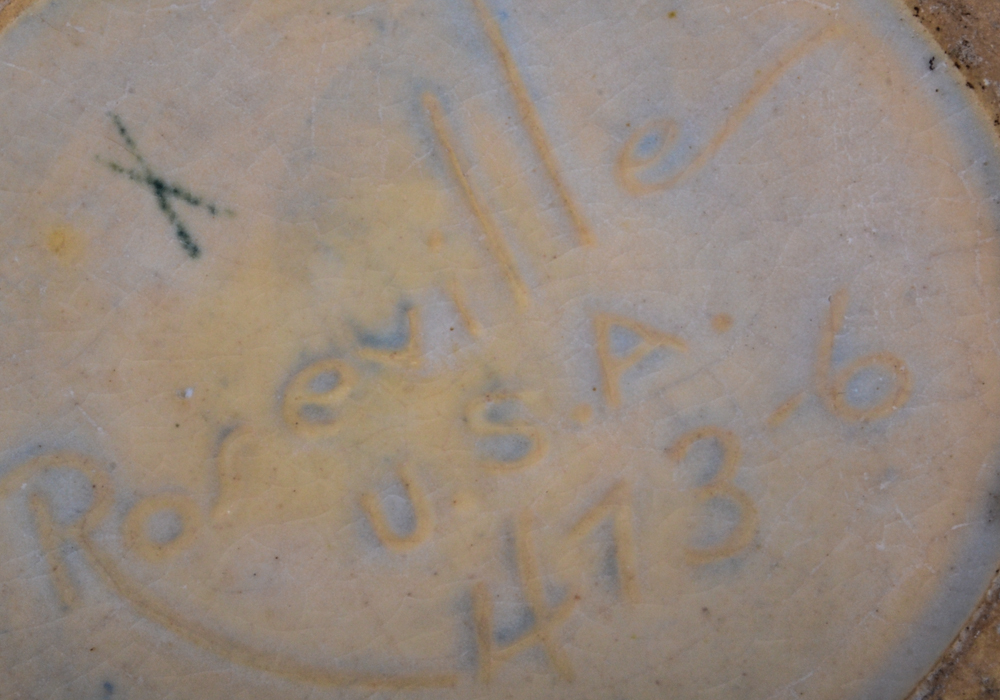 X
Roseville
U S.A.
473-6